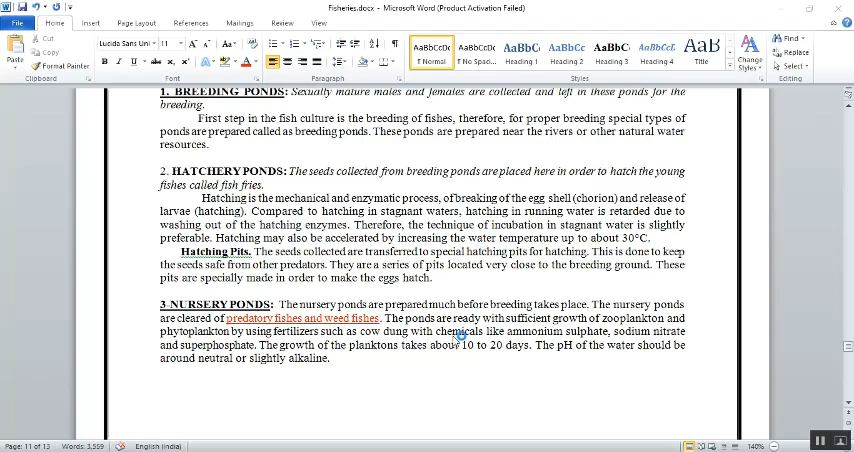 Fisheries.docx - Microsoft Word (Product Activation Failed)
File Home Insert Page Layout References Mailings Review View
Cut
Copy
Format Painter
Paste
Clipboard
Lucida Sans Uni 11
Font
Paragraph
AaBbCcDc AaBbCcDc AaBbC AaBbCc AaBbC AaBbCcL AaB
¶ Normal ¶ No Spaci... Heading 1 Heading 2 Heading 3 Heading 4 Title
Styles
Change Styles
Find
Replace
Select
Editing
1. BREEDING PONDS: Sexually mature males and females are collected and left in these ponds for the
breeding.
First step in the fish culture is the breeding of fishes, therefore, for proper breeding special types of
ponds are prepared called as breeding ponds. These ponds are prepared near the rivers or other natural water
resources.
2. HATCHERY PONDS: The seeds collected from breeding ponds are placed here in order to hatch the young
fishes called fish fries.
Hatching is the mechanical and enzymatic process, of breaking of the egg shell (chorion) and release of
larvae (hatching). Compared to hatching in stagnant waters, hatching in running water is retarded due to
washing out of the hatching enzymes. Therefore, the technique of incubation in stagnant water is slightly
preferable. Hatching may also be accelerated by increasing the water temperature up to about 30°C.
Hatching Pits. The seeds collected are transferred to special hatching pits for hatching. This is done to keep
the seeds safe from other predators. They are a series of pits located very close to the breeding ground. These
pits are specially made in order to make the eggs hatch.
3-NURSERY PONDS: The nursery ponds are prepared much before breeding takes place. The nursery ponds
are cleared of predatory fishes and weed fishes. The ponds are ready with sufficient growth of zooplankton and
phytoplankton by using fertilizers such as cow dung with chemicals like ammonium sulphate, sodium nitrate
and superphosphate. The growth of the planktons takes about 10 to 20 days. The pH of the water should be
around neutral or slightly alkaline.
Page: 11 of 13 Words: 3,559 English (India) 140%